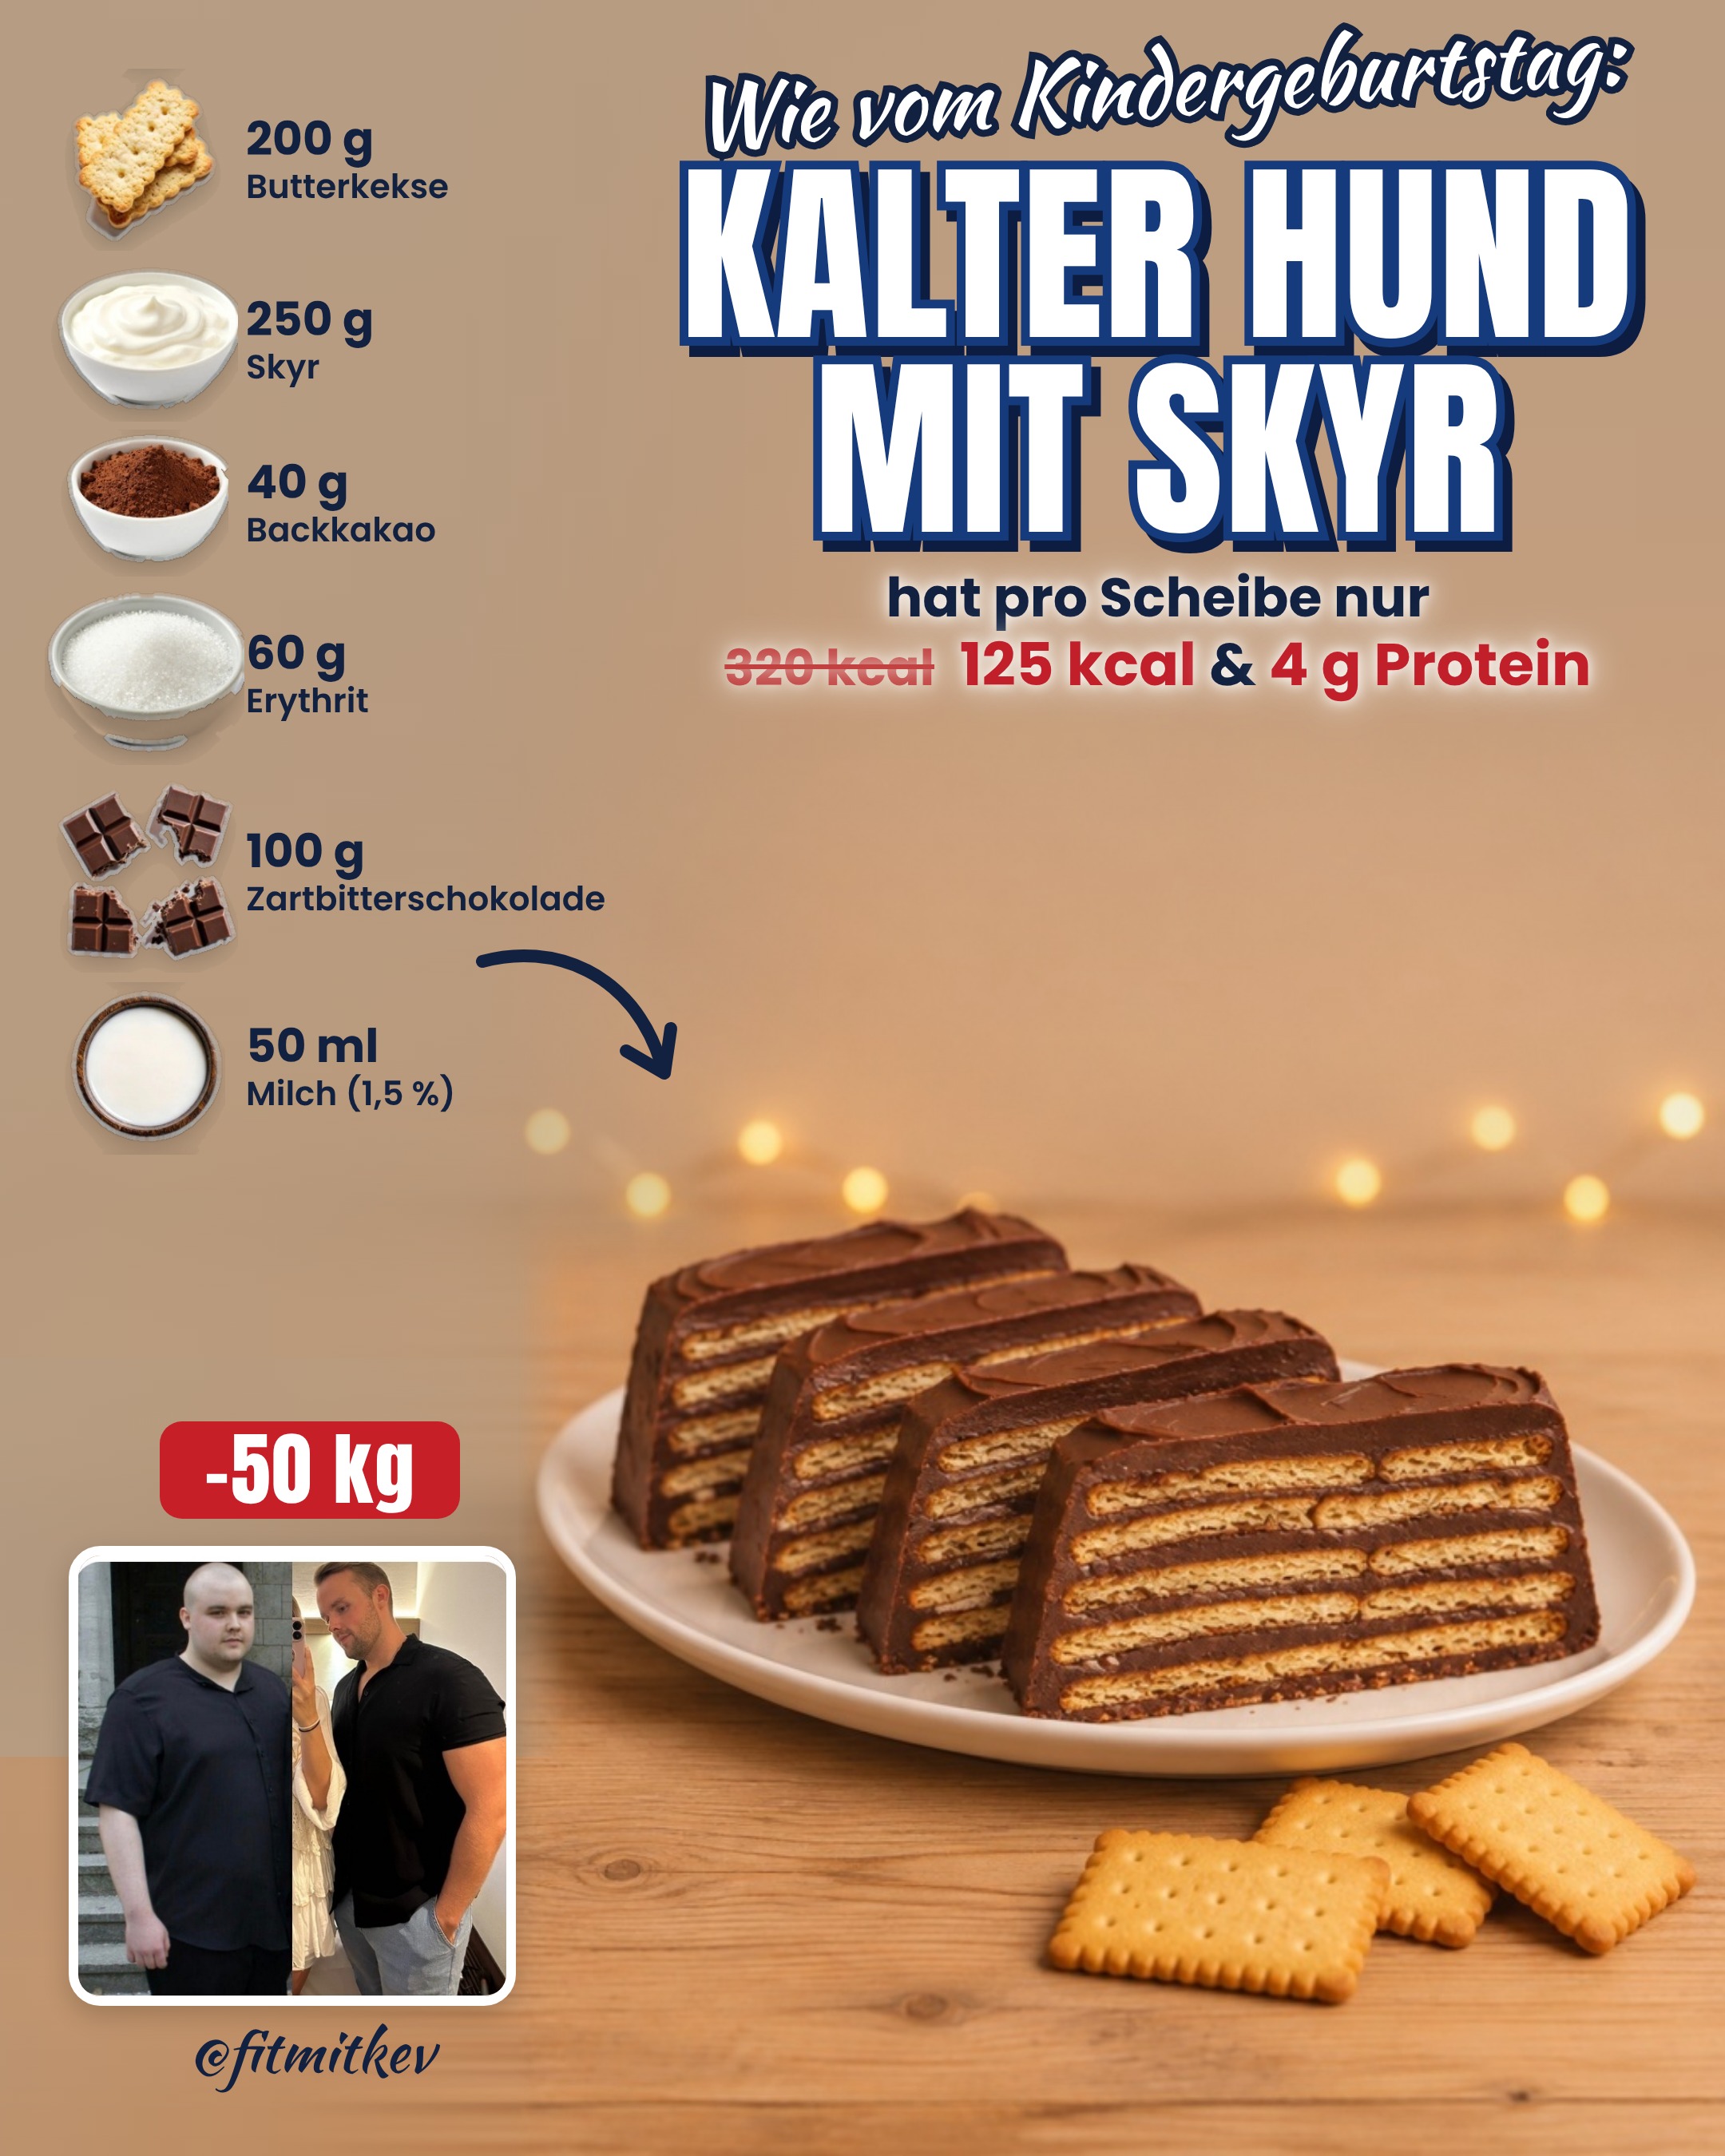 Wie vom Kindergeburtstag:
KALTER HUND
MIT SKYR
hat pro Scheibe nur
320 kcal 125 kcal & 4 g Protein
200 g
Butterkekse
250 g
Skyr
40 g
Backkakao
60 g
Erythrit
100 g
Zartbitterschokolade
50 ml
Milch (1,5 %)
-50 kg
@fitmitkev